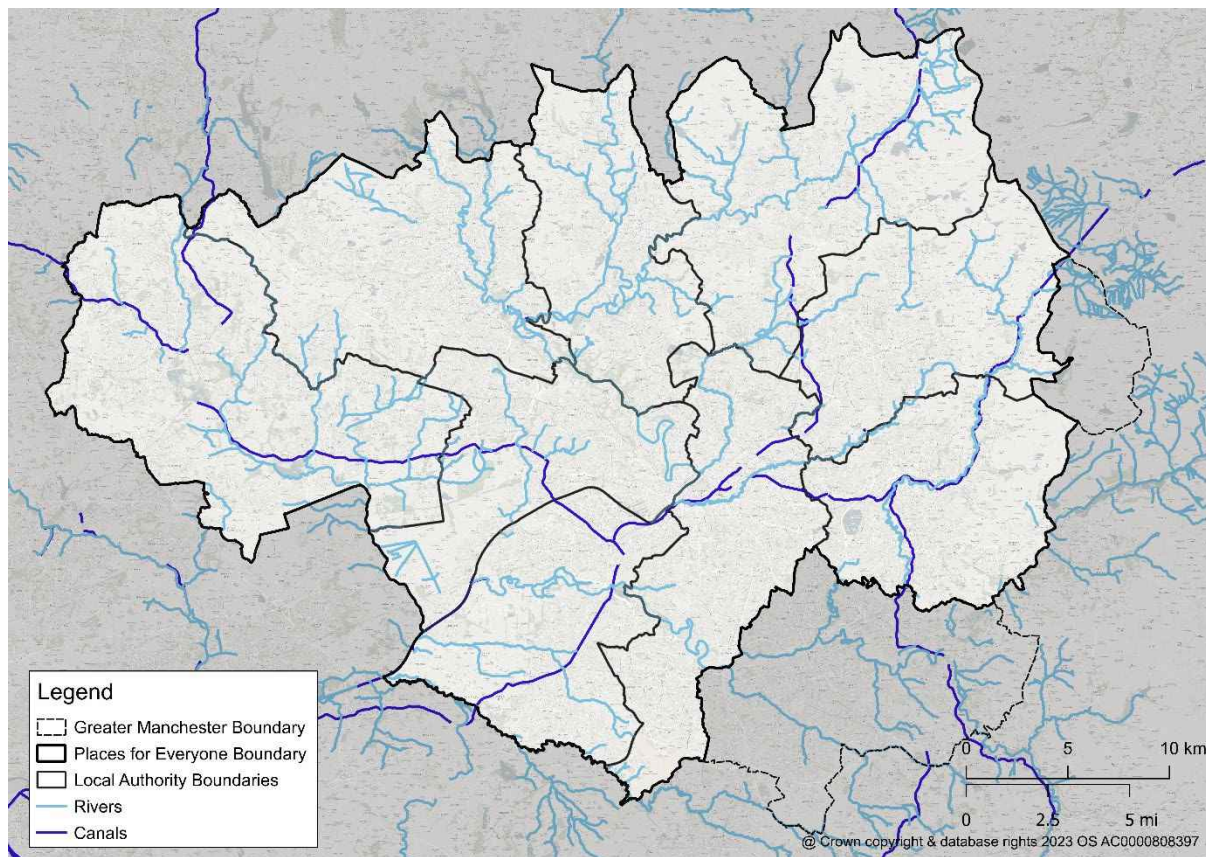 Legend
Greater Manchester Boundary
Places for Everyone Boundary
Local Authority Boundaries
Rivers
Canals
0 5 10 km
0 2.5 5 mi
@ Crown copyright & database rights 2023 OS AC0000808397